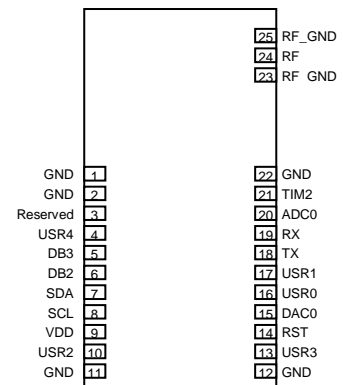 25 RF_GND
24 RF
23 RF GND
GND 1 22 GND
GND 2 21 TIM2
Reserved 3 20 ADC0
USR4 4 19 RX
DB3 5 18 TX
DB2 6 17 USR1
SDA 7 16 USR0
SCL 8 15 DAC0
VDD 9 14 RST
USR2 10 13 USR3
GND 11 12 GND